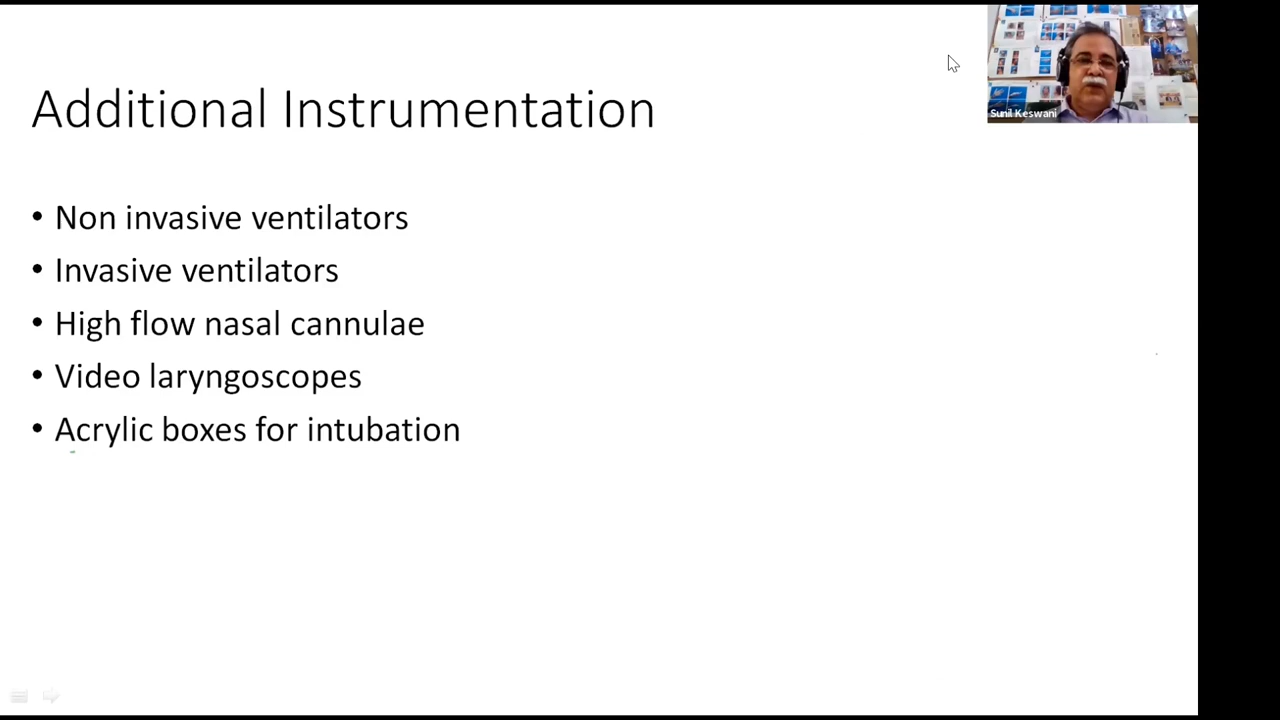 Sunil Keswani
Additional Instrumentation
• Non invasive ventilators
• Invasive ventilators
• High flow nasal cannulae
• Video laryngoscopes
• Acrylic boxes for intubation